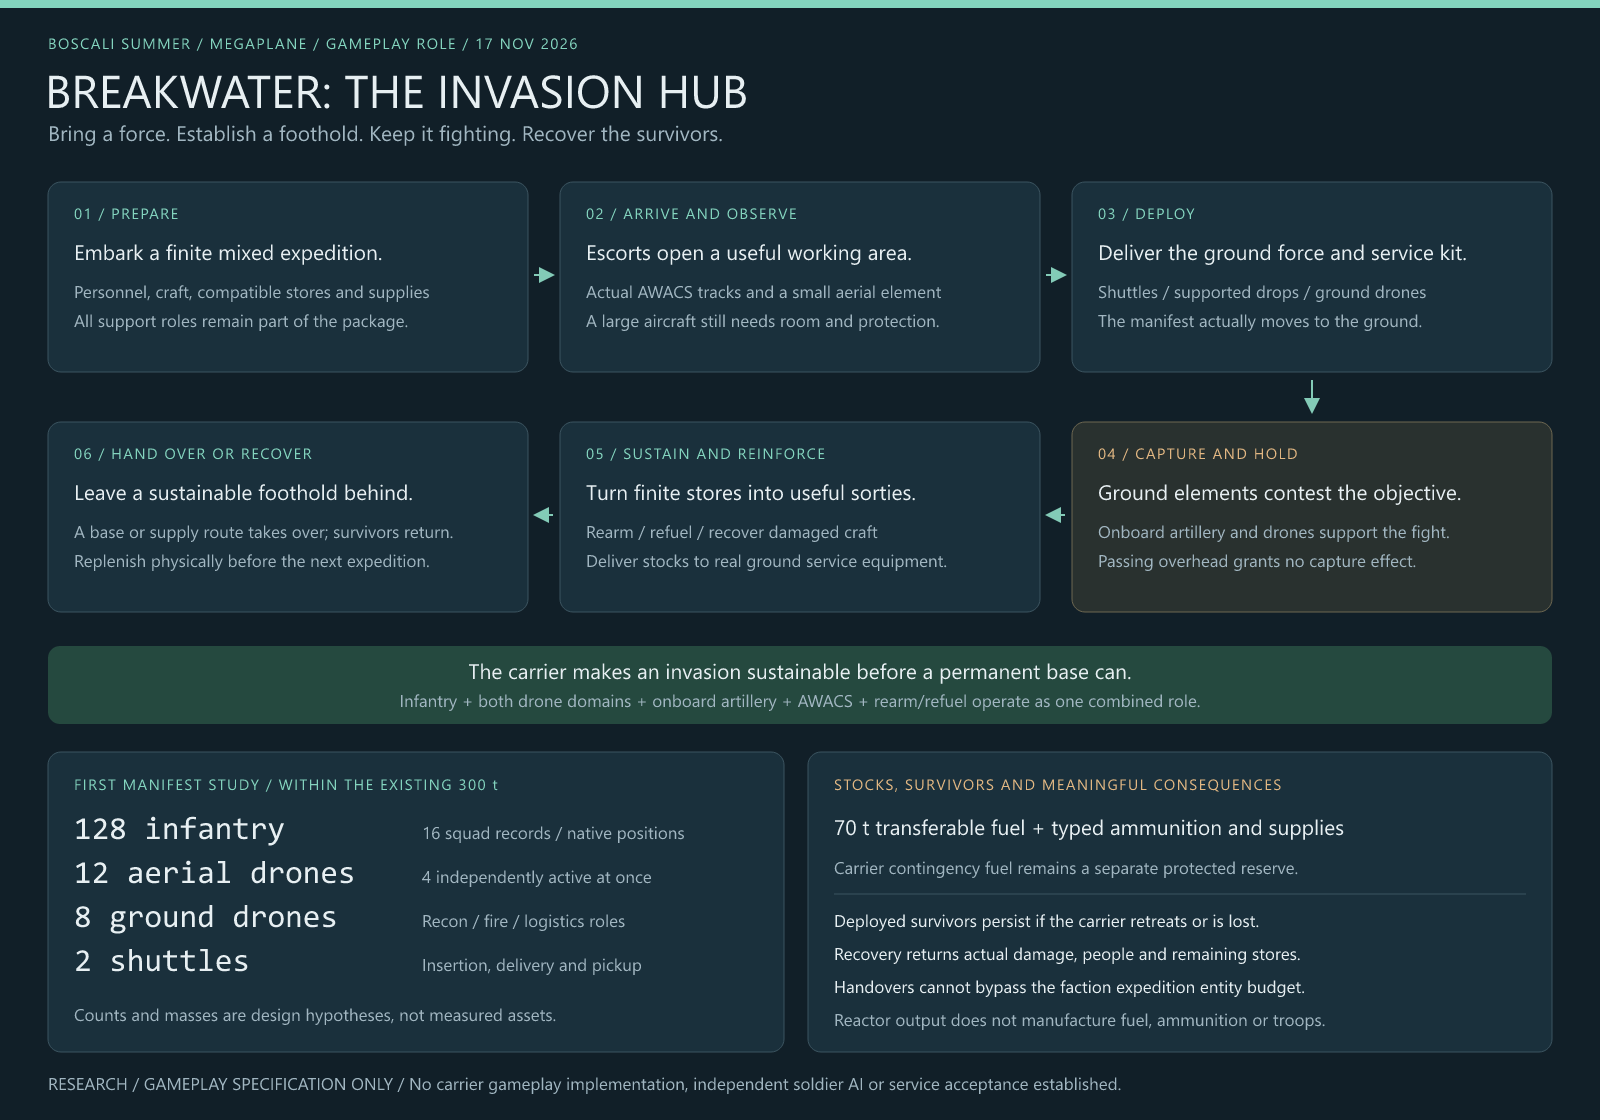 BOSCALI SUMMER / MEGAPLANE / GAMEPLAY ROLE / 17 NOV 2026
BREAKWATER: THE INVASION HUB
Bring a force. Establish a foothold. Keep it fighting. Recover the survivors.
01 / PREPARE
Embark a finite mixed expedition.
Personnel, craft, compatible stores and supplies
All support roles remain part of the package.
02 / ARRIVE AND OBSERVE
Escorts open a useful working area.
Actual AWACS tracks and a small aerial element
A large aircraft still needs room and protection.
03 / DEPLOY
Deliver the ground force and service kit.
Shuttles / supported drops / ground drones
The manifest actually moves to the ground.
04 / CAPTURE AND HOLD
Ground elements contest the objective.
Onboard artillery and drones support the fight.
Passing overhead grants no capture effect.
05 / SUSTAIN AND REINFORCE
Turn finite stores into useful sorties.
Rearm / refuel / recover damaged craft
Deliver stocks to real ground service equipment.
06 / HAND OVER OR RECOVER
Leave a sustainable foothold behind.
A base or supply route takes over; survivors return.
Replenish physically before the next expedition.
The carrier makes an invasion sustainable before a permanent base can.
Infantry + both drone domains + onboard artillery + AWACS + rearm/refuel operate as one combined role.
FIRST MANIFEST STUDY / WITHIN THE EXISTING 300 t
128 infantry
16 squad records / native positions
12 aerial drones
4 independently active at once
8 ground drones
Recon / fire / logistics roles
2 shuttles
Insertion, delivery and pickup
Counts and masses are design hypotheses, not measured assets.
STOCKS, SURVIVORS AND MEANINGFUL CONSEQUENCES
70 t transferable fuel + typed ammunition and supplies
Carrier contingency fuel remains a separate protected reserve.
Deployed survivors persist if the carrier retreats or is lost.
Recovery returns actual damage, people and remaining stores.
Handovers cannot bypass the faction expedition entity budget.
Reactor output does not manufacture fuel, ammunition or troops.
RESEARCH / GAMEPLAY SPECIFICATION ONLY / No carrier gameplay implementation, independent soldier AI or service acceptance established.